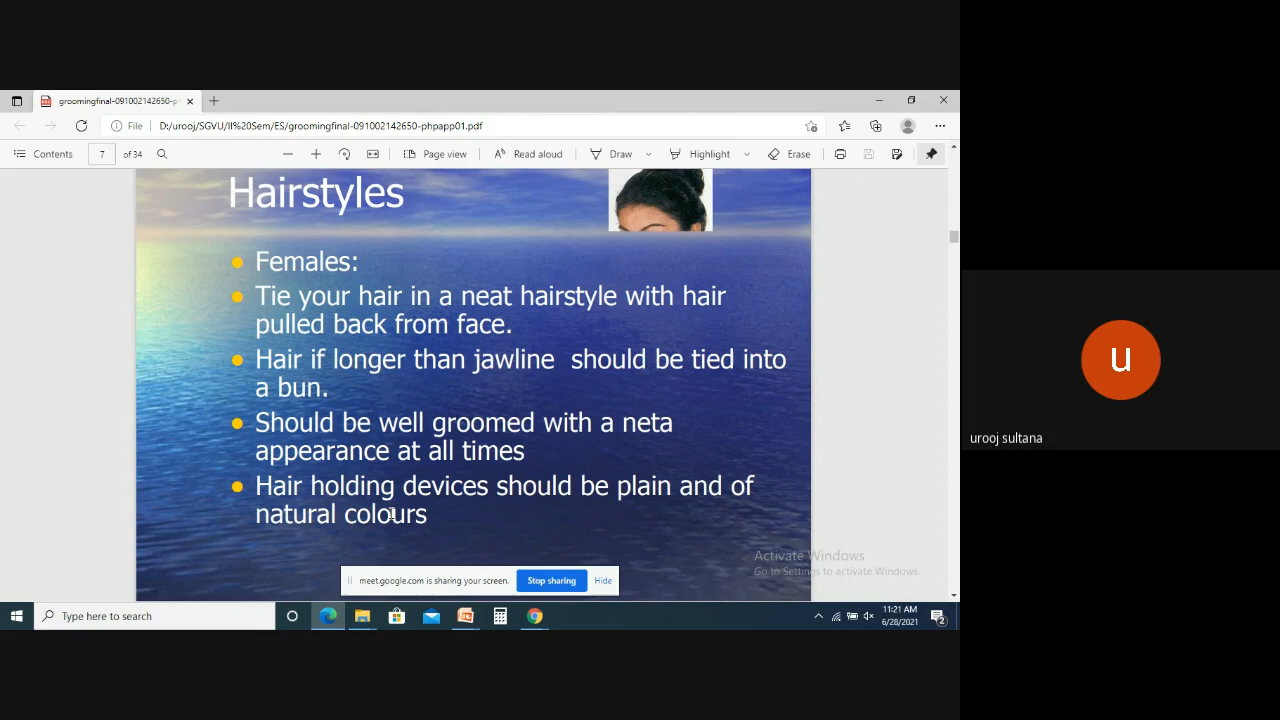 groomingfinal-091002142650-ph
File
D:/urooj/SGVU/II%20Sem/ES/groomingfinal-091002142650-phpapp01.pdf
Contents 7 of 34 Page view Read aloud Draw Highlight Erase
Hairstyles
Females:
Tie your hair in a neat hairstyle with hair
pulled back from face.
Hair if longer than jawline should be tied into
a bun.
Should be well groomed with a neta
appearance at all times
Hair holding devices should be plain and of
natural colours
u
urooj sultana
Activate Windows
Go to Settings to activate Windows.
meet.google.com is sharing your screen. Stop sharing Hide
Type here to search
11:21 AM
6/28/2021
2